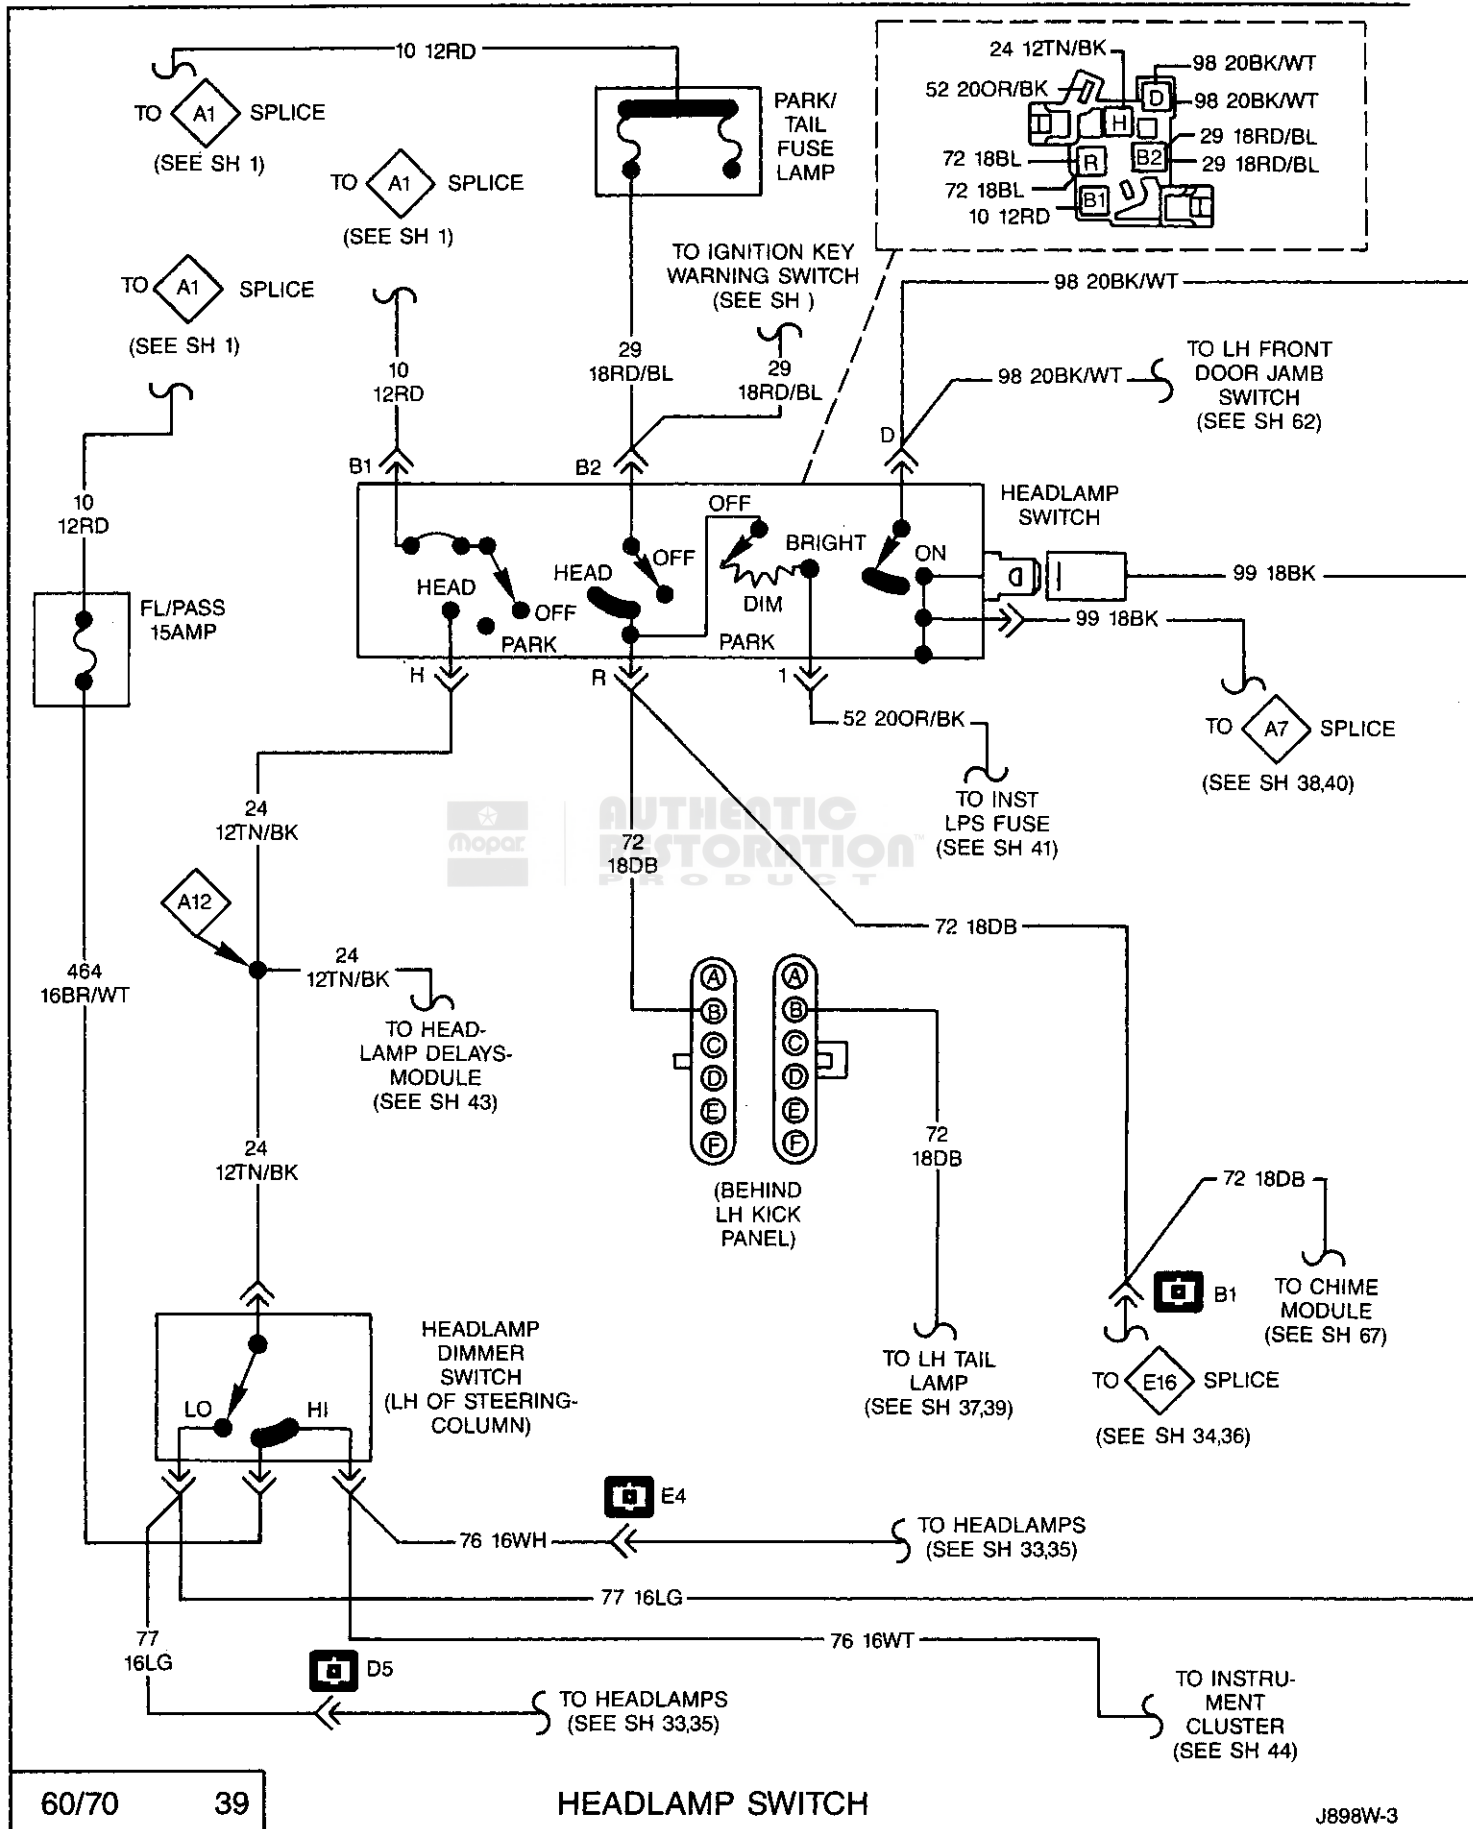 10 12RD
TO A1 SPLICE
(SEE SH 1)
TO A1 SPLICE
(SEE SH 1)
TO A1 SPLICE
(SEE SH 1)
PARK/
TAIL
FUSE
LAMP
24 12TN/BK
98 20BK/WT
52 20OR/BK
D
98 20BK/WT
H
29 18RD/BL
72 18BL
R
B2
29 18RD/BL
72 18BL
B1
10 12RD
TO IGNITION KEY
WARNING SWITCH
(SEE SH )
98 20BK/WT
10
12RD
29
18RD/BL
29
18RD/BL
98 20BK/WT
TO LH FRONT
DOOR JAMB
SWITCH
(SEE SH 62)
B1
B2
D
10
12RD
HEADLAMP
SWITCH
OFF
BRIGHT
ON
HEAD
OFF
PARK
HEAD
OFF
DIM
PARK
D
99 18BK
99 18BK
FL/PASS
15AMP
H
R
1
52 20OR/BK
TO INST
LPS FUSE
(SEE SH 41)
TO A7 SPLICE
(SEE SH 38,40)
24
12TN/BK
72
18DB
Mopar
AUTHENTIC
RESTORATION™
PRODUCT
A12
24
12TN/BK
TO HEAD-
LAMP DELAYS-
MODULE
(SEE SH 43)
464
16BR/WT
72 18DB
A A
B B
C C
D D
E E
F F
(BEHIND
LH KICK
PANEL)
24
12TN/BK
72
18DB
72 18DB
B1
TO CHIME
MODULE
(SEE SH 67)
TO LH TAIL
LAMP
(SEE SH 37,39)
TO E16 SPLICE
(SEE SH 34,36)
HEADLAMP
DIMMER
SWITCH
(LH OF STEERING-
COLUMN)
LO
HI
E4
76 16WH
TO HEADLAMPS
(SEE SH 33,35)
77 16LG
76 16WT
77
16LG
D5
TO HEADLAMPS
(SEE SH 33,35)
TO INSTRU-
MENT
CLUSTER
(SEE SH 44)
60/70 39
HEADLAMP SWITCH
J898W-3